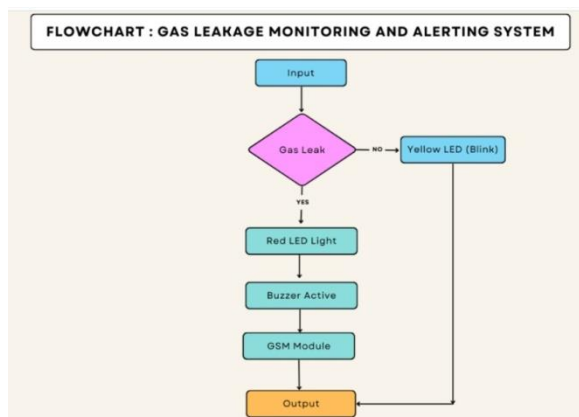 FLOWCHART : GAS LEAKAGE MONITORING AND ALERTING SYSTEM
Input
Gas Leak
NO
Yellow LED (Blink)
YES
Red LED Light
Buzzer Active
GSM Module
Output